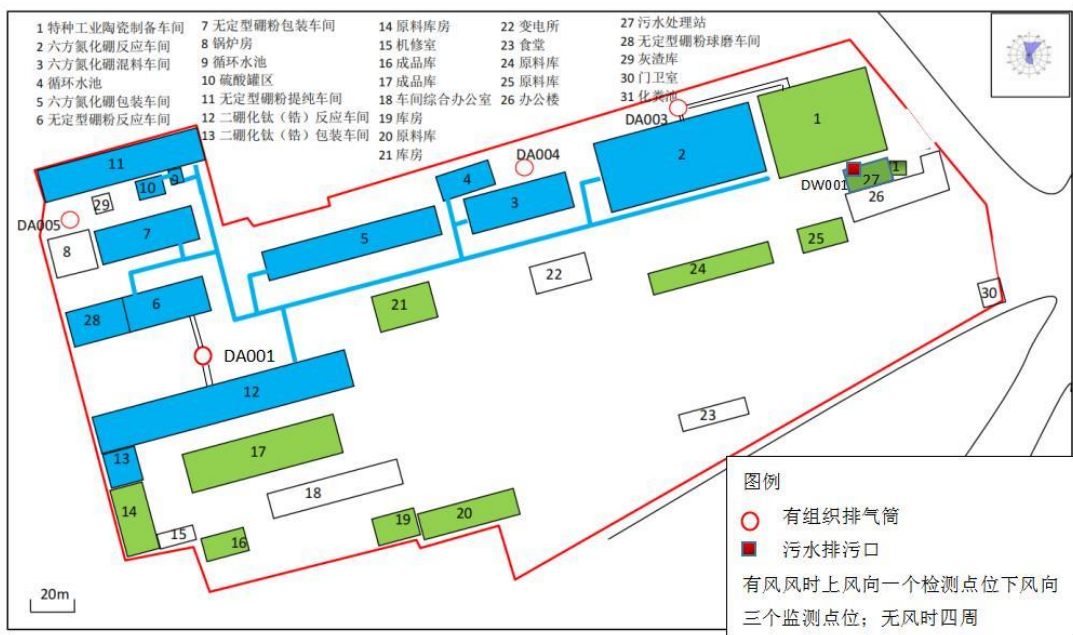 1 特种工业陶瓷制备车间
2 六方氮化硼反应车间
3 六方氮化硼混料车间
4 循环水池
5 六方氮化硼包装车间
6 无定型硼粉反应车间
7 无定型硼粉包装车间
8 锅炉房
9 循环水池
10 硫酸罐区
11 无定型硼粉提纯车间
12 二硼化钛（锆）反应车间
13 二硼化钛（锆）包装车间
14 原料库房
15 机修室
16 成品库
17 成品库
18 车间综合办公室
19 库房
20 原料库
21 库房
22 变电所
23 食堂
24 原料库
25 原料库
26 办公楼
27 污水处理站
28 无定型硼粉球磨车间
29 灰渣库
30 门卫室
31 化粪池
DA003
1
2
DA004
11
10
9
4
3
29
DA005
7
8
5
DW001
27
1
26
25
24
22
21
30
6
28
DA001
12
23
17
13
18
14
15
16
19
20
20m
图例
有组织排气筒
污水排污口
有风风时上风向一个检测点位下风向
三个监测点位；无风时四周